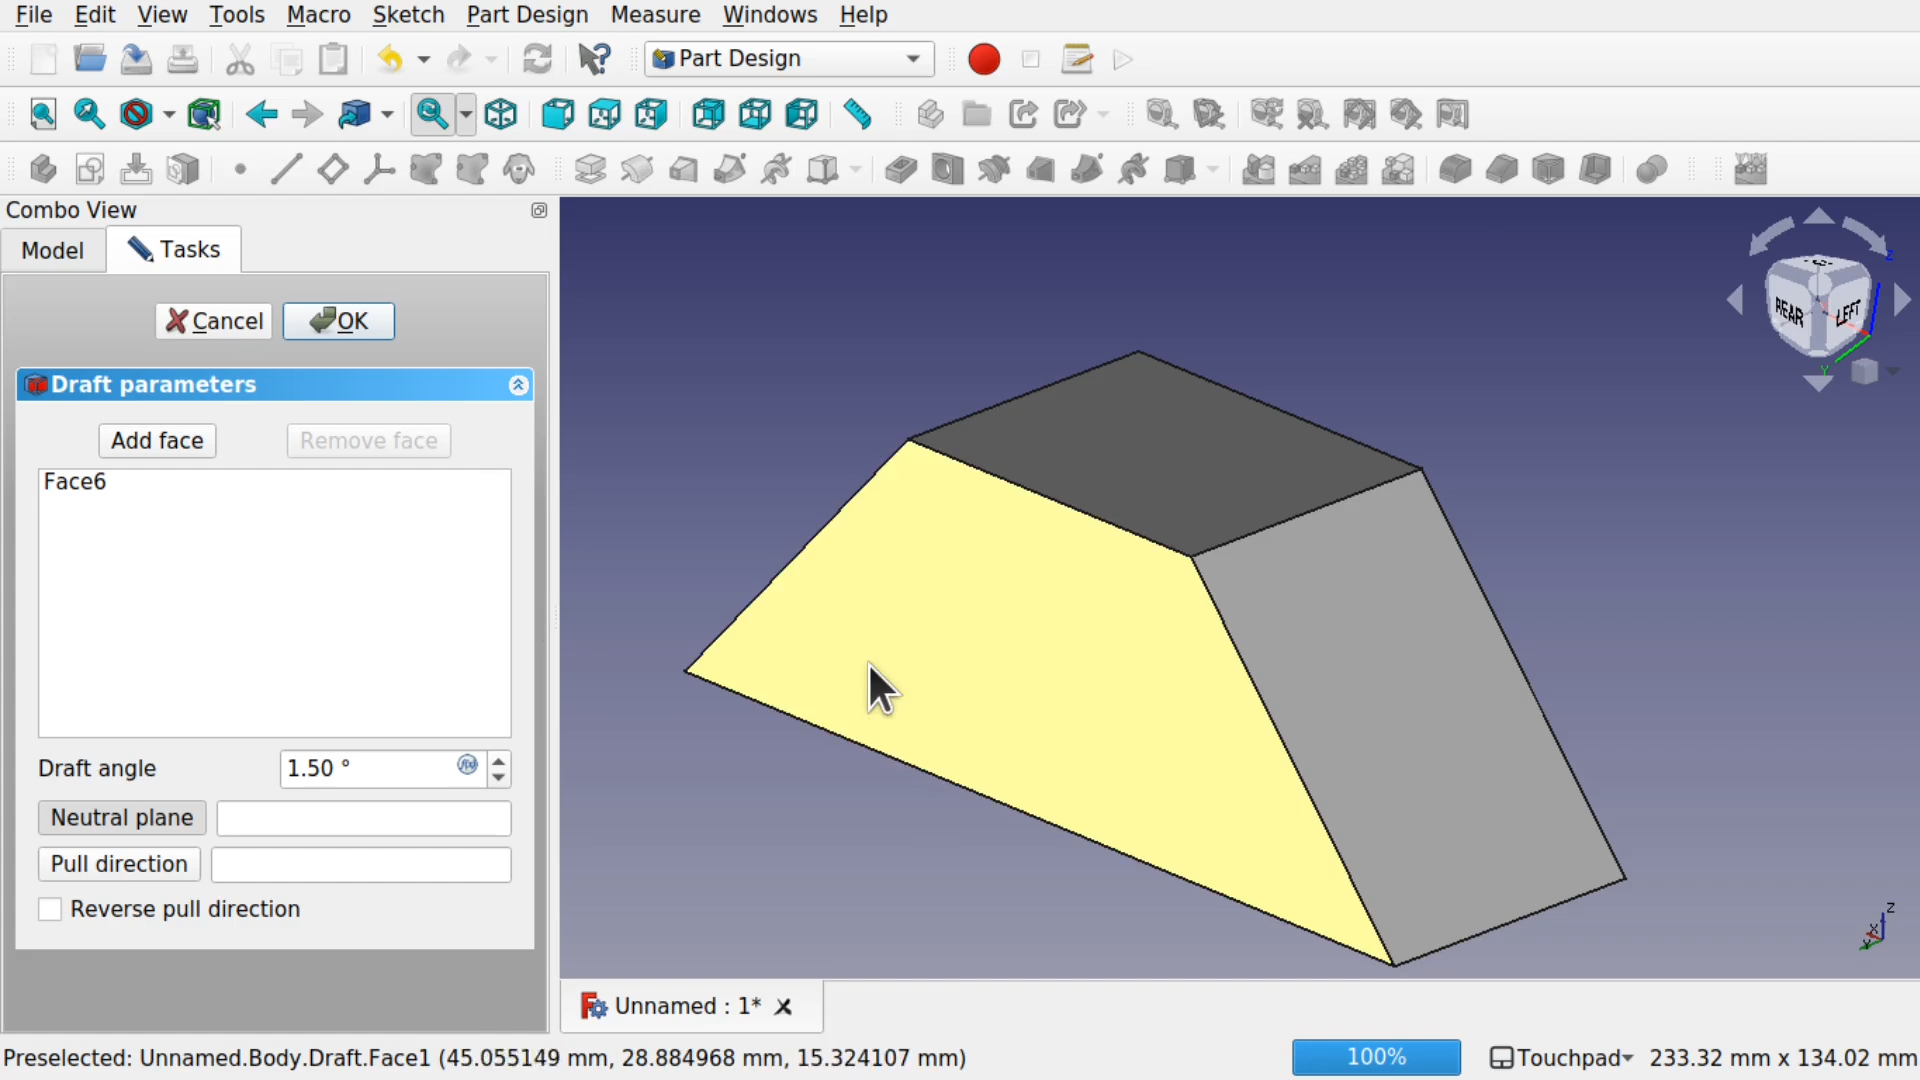 File Edit View Tools Macro Sketch Part Design Measure Windows Help
Part Design
Combo View
Model Tasks
Cancel OK
Draft parameters
Add face Remove face
Face6
Draft angle 1.50 °
Neutral plane
Pull direction
Reverse pull direction
REAR LEFT
Z
Y
Z
X
Y
Unnamed : 1*
Preselected: Unnamed.Body.Draft.Face1 (45.055149 mm, 28.884968 mm, 15.324107 mm) 100% Touchpad 233.32 mm x 134.02 mm